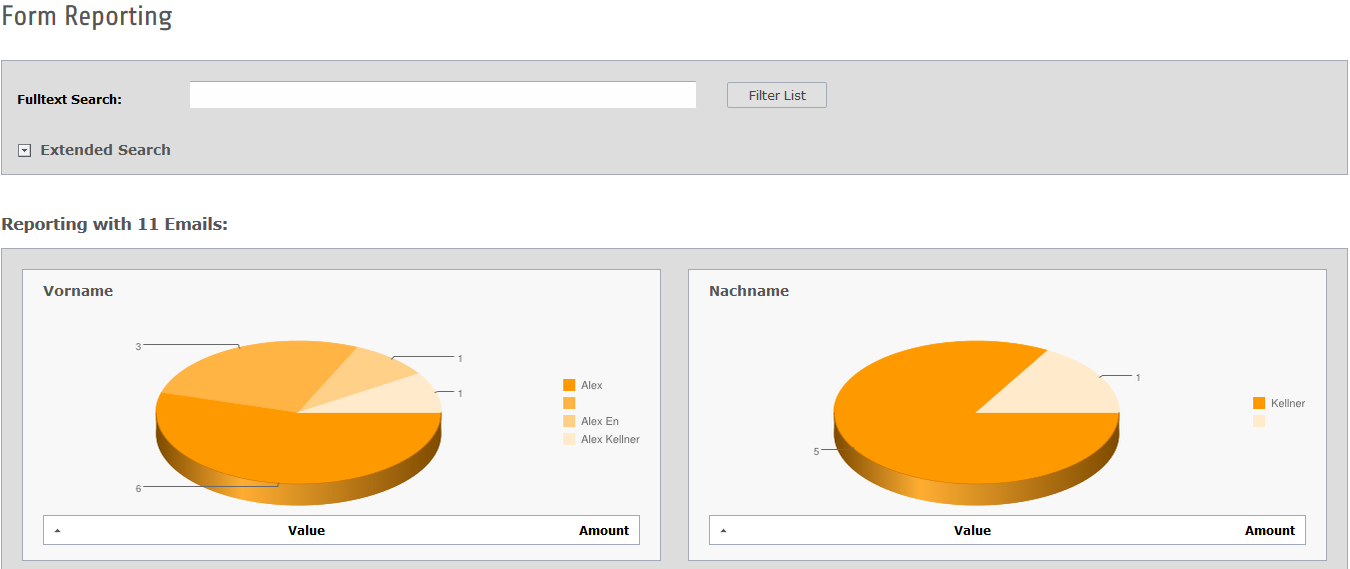 Form Reporting
Fulltext Search:
Filter List
Extended Search
Reporting with 11 Emails:
Vorname
3
1
1
6
Alex
Alex En
Alex Kellner
Value Amount
Nachname
1
5
Kellner
Value Amount